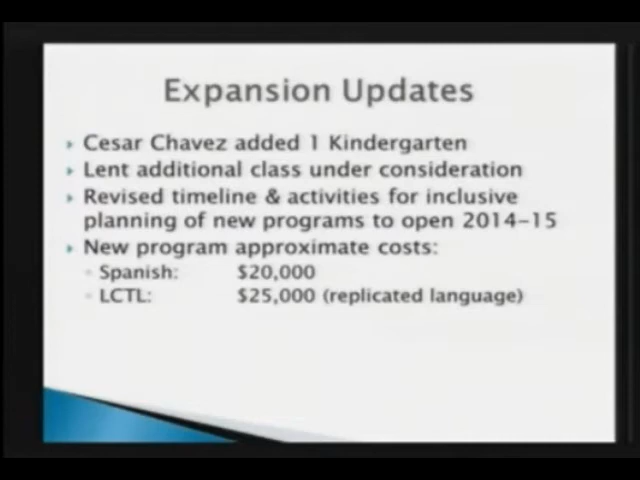 Expansion Updates
Cesar Chavez added 1 Kindergarten
Lent additional class under consideration
Revised timeline & activities for inclusive
planning of new programs to open 2014-15
New program approximate costs:
Spanish: $20,000
LCTL: $25,000 (replicated language)